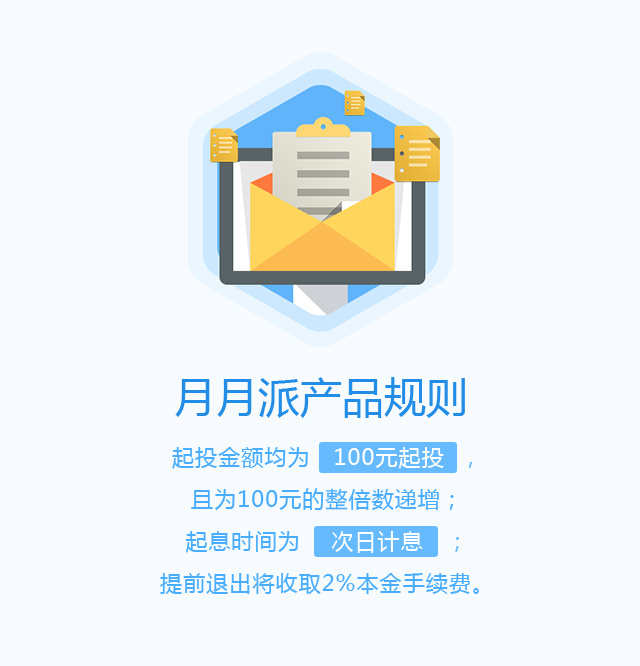 月月派产品规则
起投金额均为 100元起投，
且为100元的整倍数递增；
起息时间为 次日计息 ；
提前退出将收取2%本金手续费。